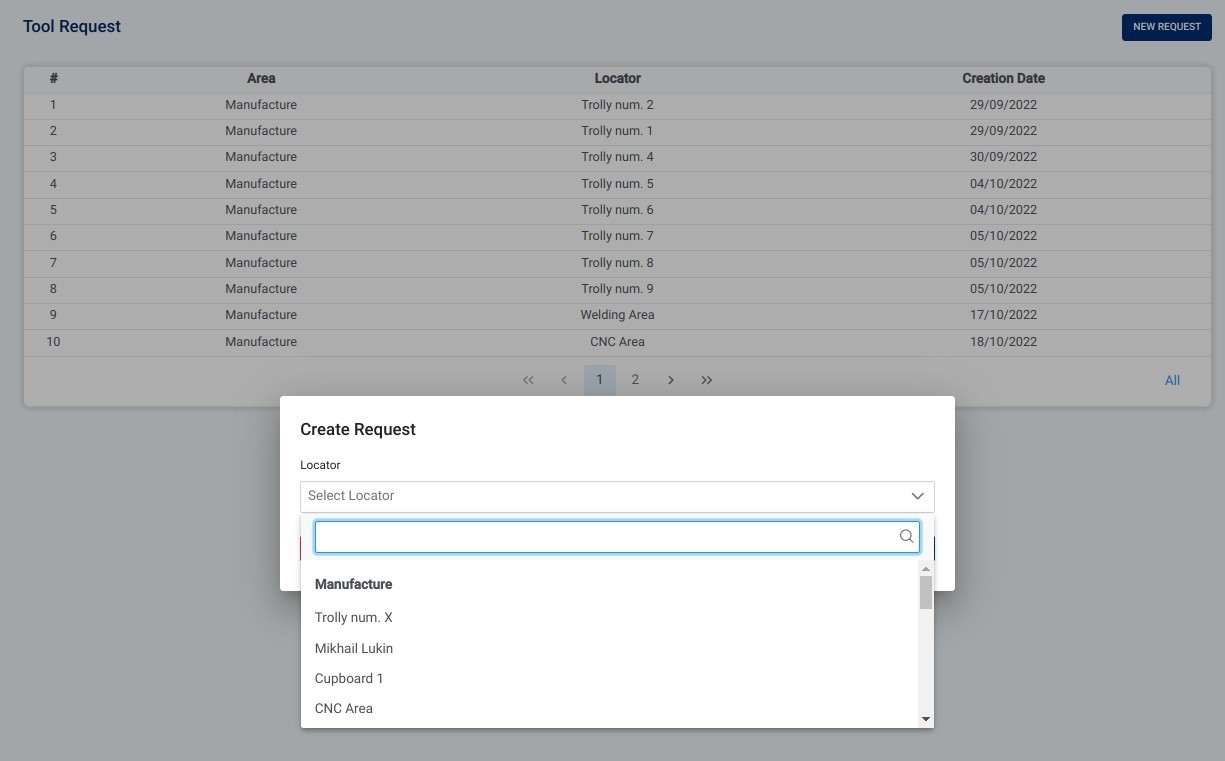 Tool Request
NEW REQUEST
# Area Locator Creation Date
1 Manufacture Trolly num. 2 29/09/2022
2 Manufacture Trolly num. 1 29/09/2022
3 Manufacture Trolly num. 4 30/09/2022
4 Manufacture Trolly num. 5 04/10/2022
5 Manufacture Trolly num. 6 04/10/2022
6 Manufacture Trolly num. 7 05/10/2022
7 Manufacture Trolly num. 8 05/10/2022
8 Manufacture Trolly num. 9 05/10/2022
9 Manufacture Welding Area 17/10/2022
10 Manufacture CNC Area 18/10/2022
1 2 All
Create Request
Locator
Select Locator
Manufacture
Trolly num. X
Mikhail Lukin
Cupboard 1
CNC Area